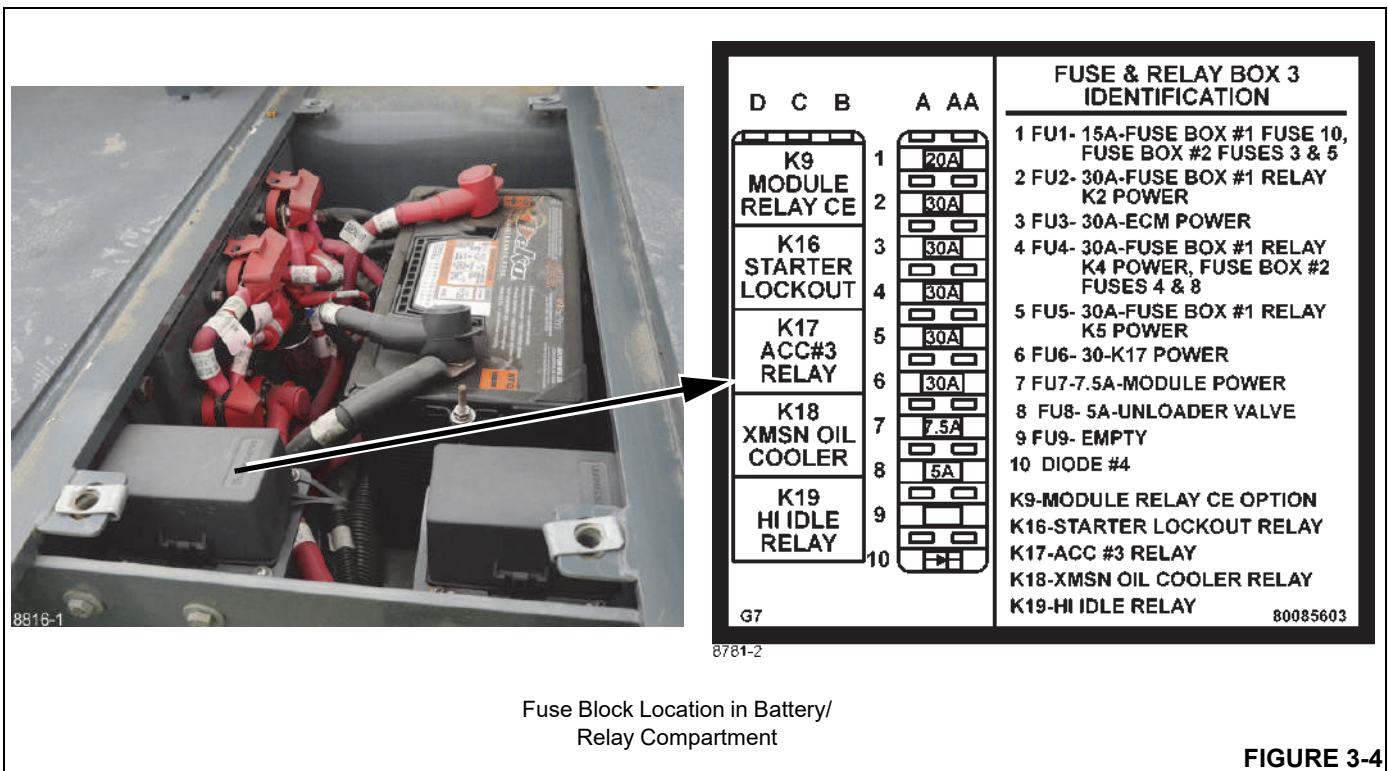 D C B A AA
K9
MODULE
RELAY CE
K16
STARTER
LOCKOUT
K17
ACC#3
RELAY
K18
XMSN OIL
COOLER
K19
HI IDLE
RELAY
1 20A
2 30A
3 30A
4 30A
5 30A
6 30A
7 7.5A
8 5A
9
10
G7
FUSE & RELAY BOX 3
IDENTIFICATION
1 FU1- 15A-FUSE BOX #1 FUSE 10,
FUSE BOX #2 FUSES 3 & 5
2 FU2- 30A-FUSE BOX #1 RELAY
K2 POWER
3 FU3- 30A-ECM POWER
4 FU4- 30A-FUSE BOX #1 RELAY
K4 POWER, FUSE BOX #2
FUSES 4 & 8
5 FU5- 30A-FUSE BOX #1 RELAY
K5 POWER
6 FU6- 30-K17 POWER
7 FU7-7.5A-MODULE POWER
8 FU8- 5A-UNLOADER VALVE
9 FU9- EMPTY
10 DIODE #4
K9-MODULE RELAY CE OPTION
K16-STARTER LOCKOUT RELAY
K17-ACC #3 RELAY
K18-XMSN OIL COOLER RELAY
K19-HI IDLE RELAY
80085603
8816-1
8781-2
Fuse Block Location in Battery/
Relay Compartment
FIGURE 3-4